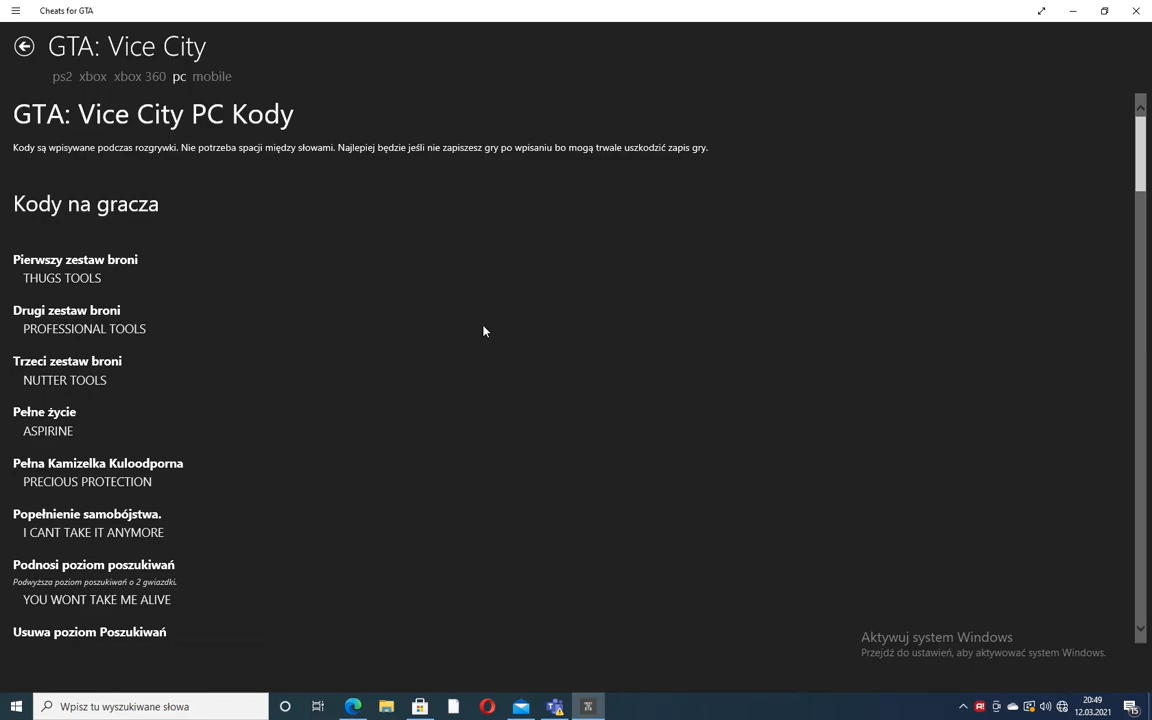 Cheats for GTA
GTA: Vice City
ps2 xbox xbox 360 pc mobile
GTA: Vice City PC Kody
Kody są wpisywane podczas rozgrywki. Nie potrzeba spacji między słowami. Najlepiej będzie jeśli nie zapiszesz gry po wpisaniu bo mogą trwale uszkodzić zapis gry.
Kody na gracza
Pierwszy zestaw broni
THUGS TOOLS
Drugi zestaw broni
PROFESSIONAL TOOLS
Trzeci zestaw broni
NUTTER TOOLS
Pełne życie
ASPIRINE
Pełna Kamizelka Kuloodporna
PRECIOUS PROTECTION
Popełnienie samobójstwa.
I CANT TAKE IT ANYMORE
Podnosi poziom poszukiwań
Podwyższa poziom poszukiwań o 2 gwiazdki.
YOU WONT TAKE ME ALIVE
Usuwa poziom Poszukiwań
Aktywuj system Windows
Przejdź do ustawień, aby aktywować system Windows.
Wpisz tu wyszukiwane słowa
20:49
12.03.2021
15